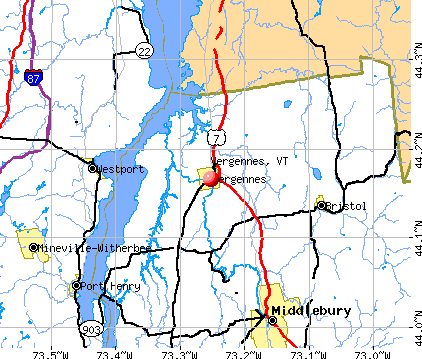 22
87
44.3°N
7
44.2°N
Vergennes, VT
Westport
Vergennes
Bristol
44.1°N
Mineville-Witherbee
Port Henry
Middlebury
903
44.0°N
73.5°W
73.4°W
73.3°W
73.2°W
73.1°W
73.0°W